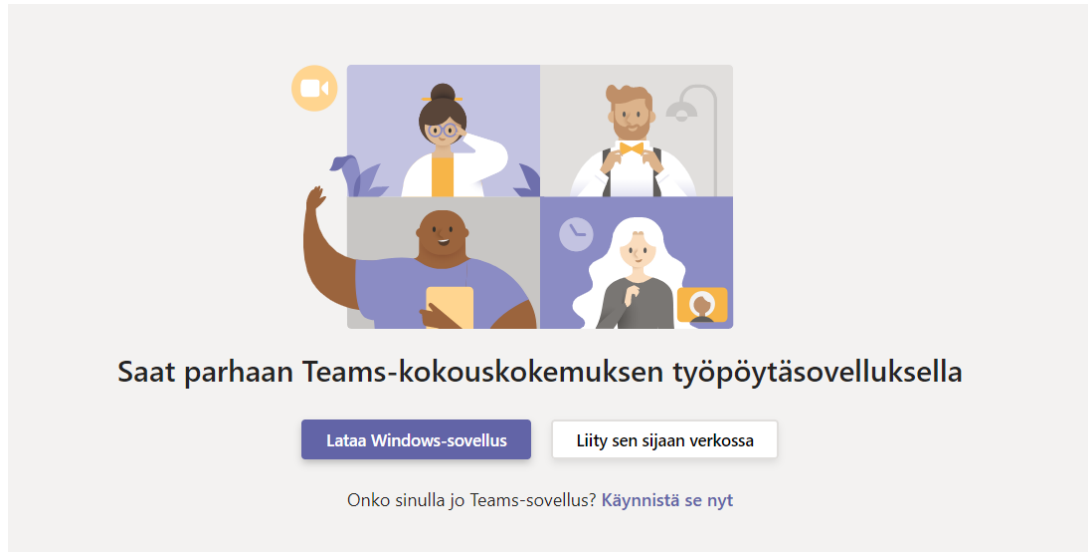 Saat parhaan Teams-kokouskokemuksen työpöytäsovelluksella
Lataa Windows-sovellus
Liity sen sijaan verkossa
Onko sinulla jo Teams-sovellus? Käynnistä se nyt